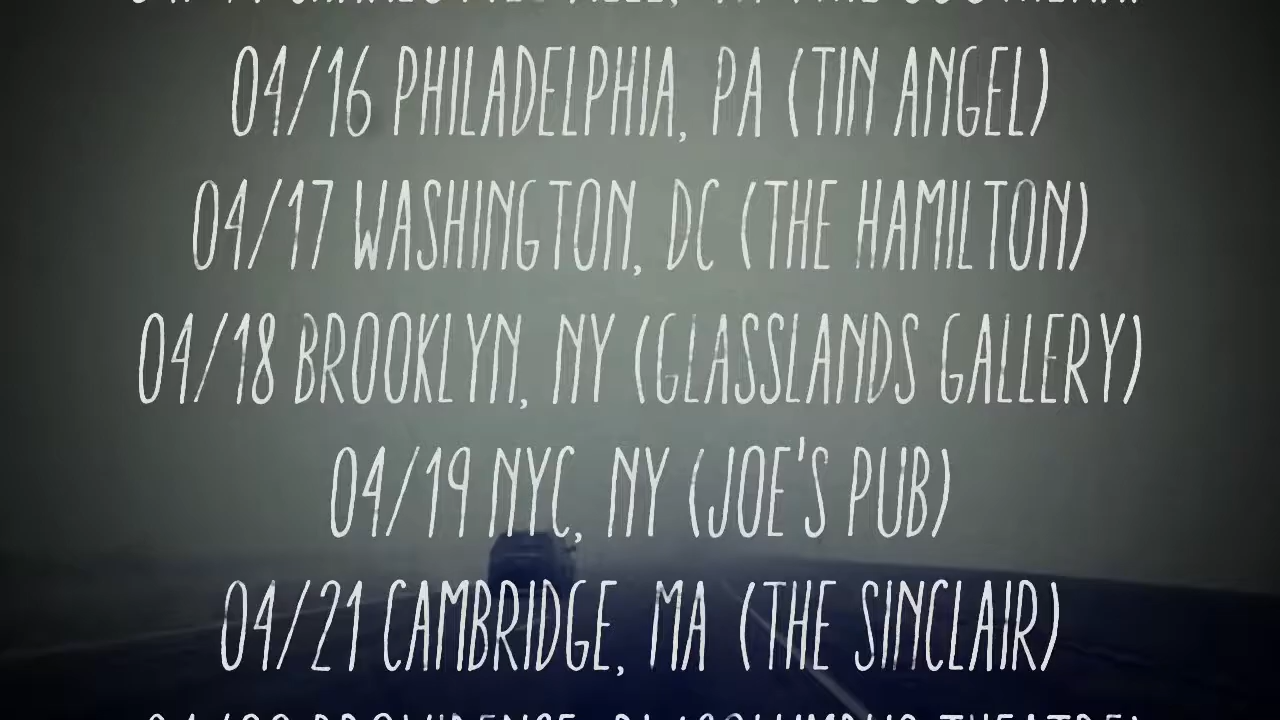 04/16 PHILADELPHIA, PA (TIN ANGEL)
04/17 WASHINGTON, DC (THE HAMILTON)
04/18 BROOKLYN, NY (GLASSLANDS GALLERY)
04/19 NYC, NY (JOE'S PUB)
04/21 CAMBRIDGE, MA (THE SINCLAIR)